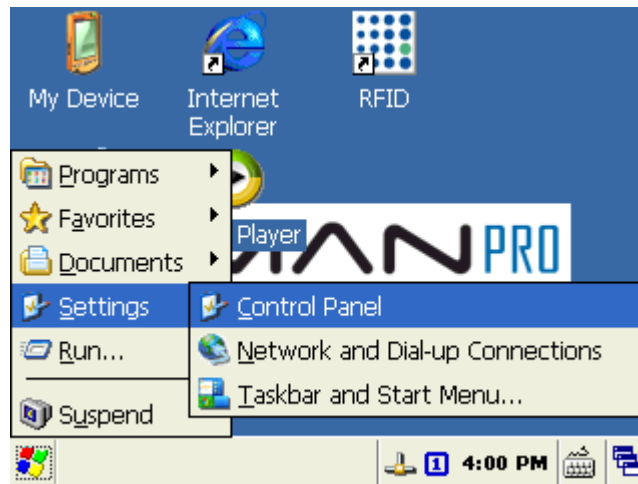 My Device
Internet
Explorer
RFID
Programs
Favorites
Player
Documents
PRO
Settings
Control Panel
Run...
Network and Dial-up Connections
Taskbar and Start Menu...
Suspend
1
4:00 PM